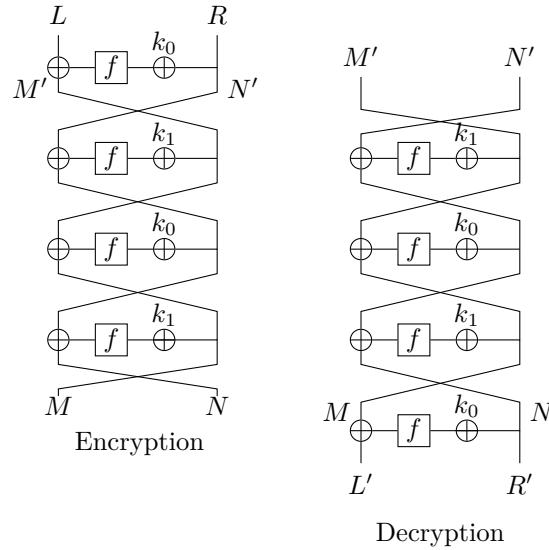 L R
f k₀
M′ N′
f k₁
f k₀
f k₁
M N
Encryption
M′ N′
f k₁
f k₀
f k₁
M N
f k₀
L′ R′
Decryption